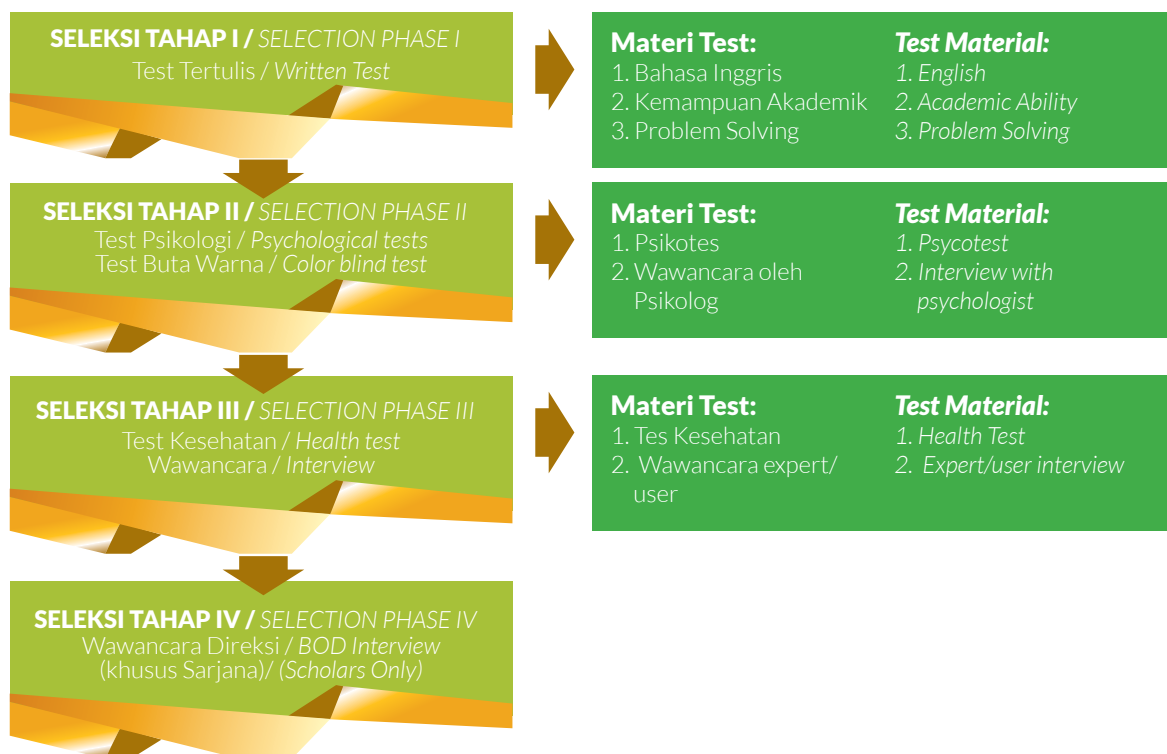 SELEKSI TAHAP I / SELECTION PHASE I
Test Tertulis / Written Test
Materi Test:
1. Bahasa Inggris
2. Kemampuan Akademik
3. Problem Solving
Test Material:
1. English
2. Academic Ability
3. Problem Solving
SELEKSI TAHAP II / SELECTION PHASE II
Test Psikologi / Psychological tests
Test Buta Warna / Color blind test
Materi Test:
1. Psikotes
2. Wawancara oleh
Psikolog
Test Material:
1. Psycotest
2. Interview with
psychologist
SELEKSI TAHAP III / SELECTION PHASE III
Test Kesehatan / Health test
Wawancara / Interview
Materi Test:
1. Tes Kesehatan
2. Wawancara expert/
user
Test Material:
1. Health Test
2. Expert/user interview
SELEKSI TAHAP IV / SELECTION PHASE IV
Wawancara Direksi / BOD Interview
(khusus Sarjana)/ (Scholars Only)